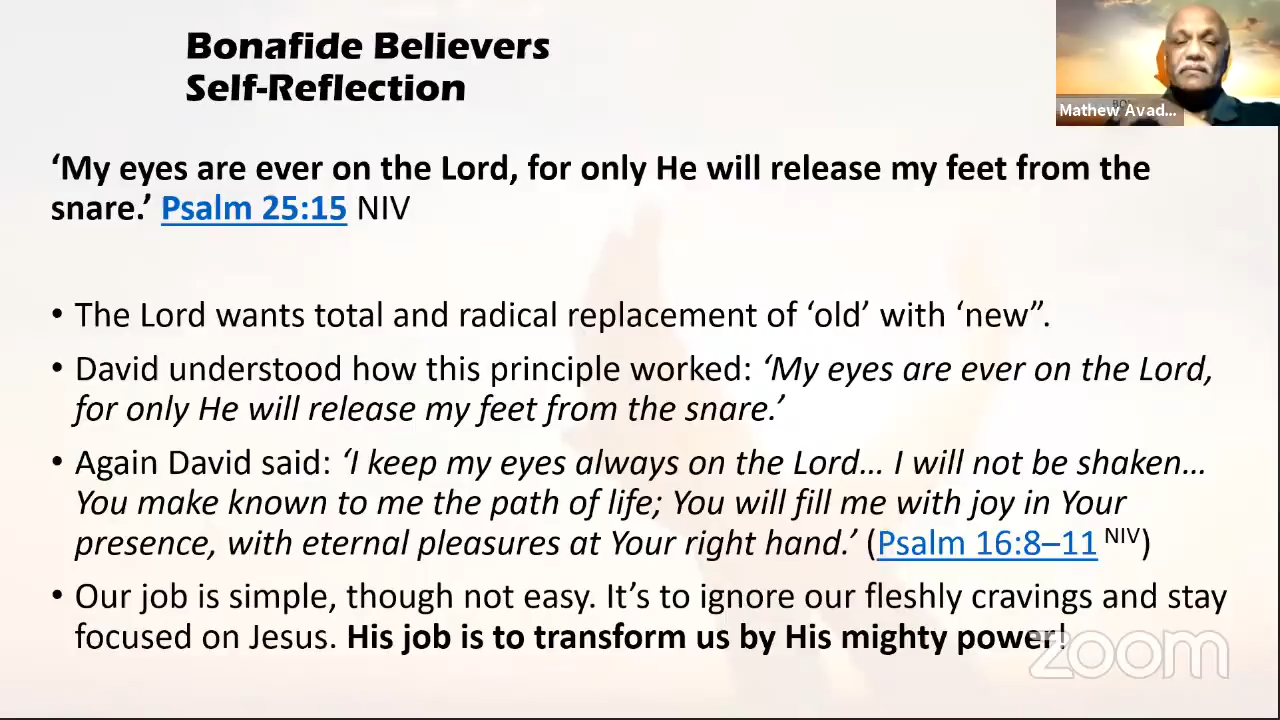 Bonafide Believers
Self-Reflection
Mathew Avad...
‘My eyes are ever on the Lord, for only He will release my feet from the
snare.’ Psalm 25:15 NIV
• The Lord wants total and radical replacement of ‘old’ with ‘new”.
• David understood how this principle worked: ‘My eyes are ever on the Lord,
for only He will release my feet from the snare.’
• Again David said: ‘I keep my eyes always on the Lord… I will not be shaken…
You make known to me the path of life; You will fill me with joy in Your
presence, with eternal pleasures at Your right hand.’ (Psalm 16:8–11 NIV)
• Our job is simple, though not easy. It’s to ignore our fleshly cravings and stay
focused on Jesus. His job is to transform us by His mighty power!
zoom